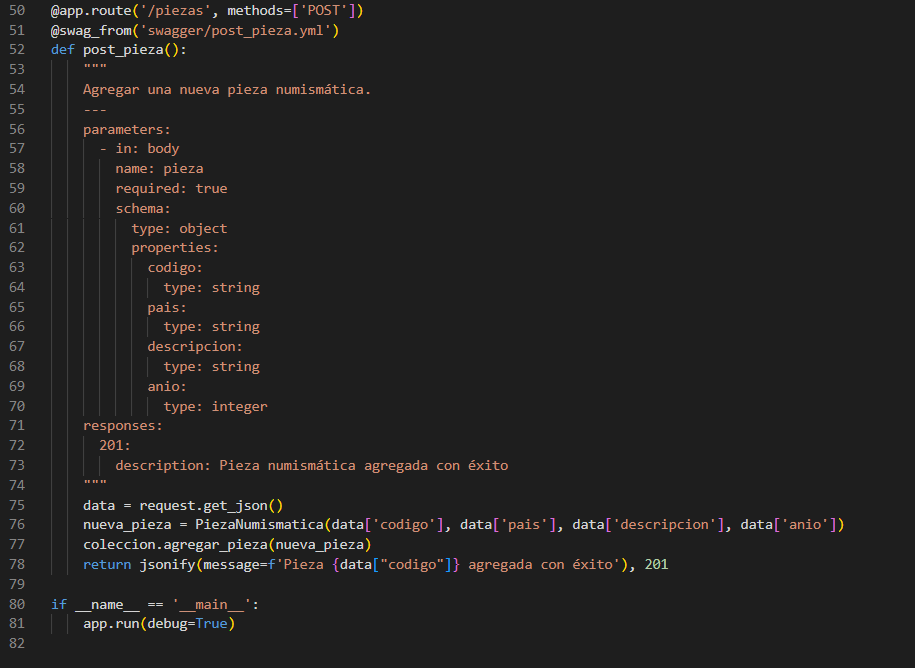 50 @app.route('/piezas', methods=['POST'])
51 @swag_from('swagger/post_pieza.yml')
52 def post_pieza():
53     """
54     Agregar una nueva pieza numismática.
55     ---
56     parameters:
57       - in: body
58         name: pieza
59         required: true
60         schema:
61           type: object
62           properties:
63             codigo:
64               type: string
65             pais:
66               type: string
67             descripcion:
68               type: string
69             anio:
70               type: integer
71     responses:
72       201:
73         description: Pieza numismática agregada con éxito
74     """
75     data = request.get_json()
76     nueva_pieza = PiezaNumismatica(data['codigo'], data['pais'], data['descripcion'], data['anio'])
77     coleccion.agregar_pieza(nueva_pieza)
78     return jsonify(message=f'Pieza {data["codigo"]} agregada con éxito'), 201
79
80 if __name__ == '__main__':
81     app.run(debug=True)
82